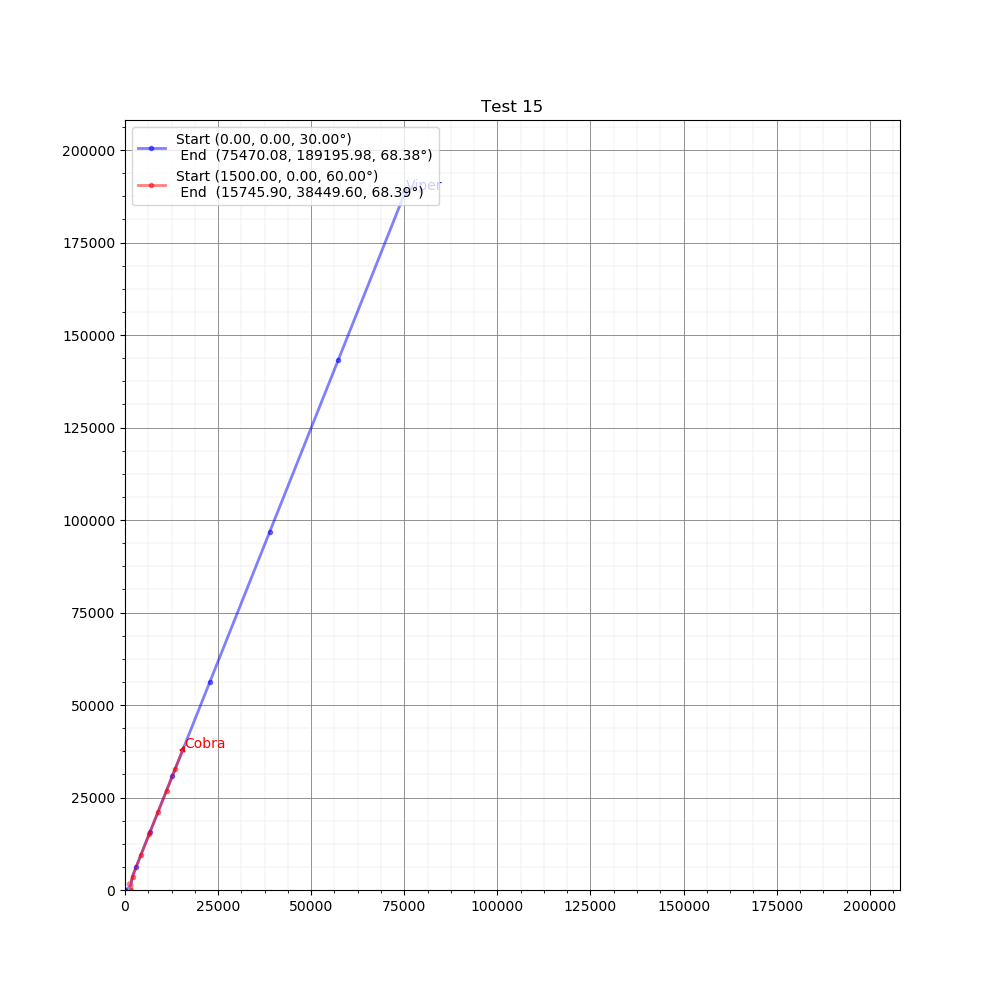 Test 15
Start (0.00, 0.00, 30.00°)
End (75470.08, 189195.98, 68.38°)
Start (1500.00, 0.00, 60.00°)
End (15745.90, 38449.60, 68.39°)
Viper
Cobra
200000
175000
150000
125000
100000
75000
50000
25000
0
0 25000 50000 75000 100000 125000 150000 175000 200000